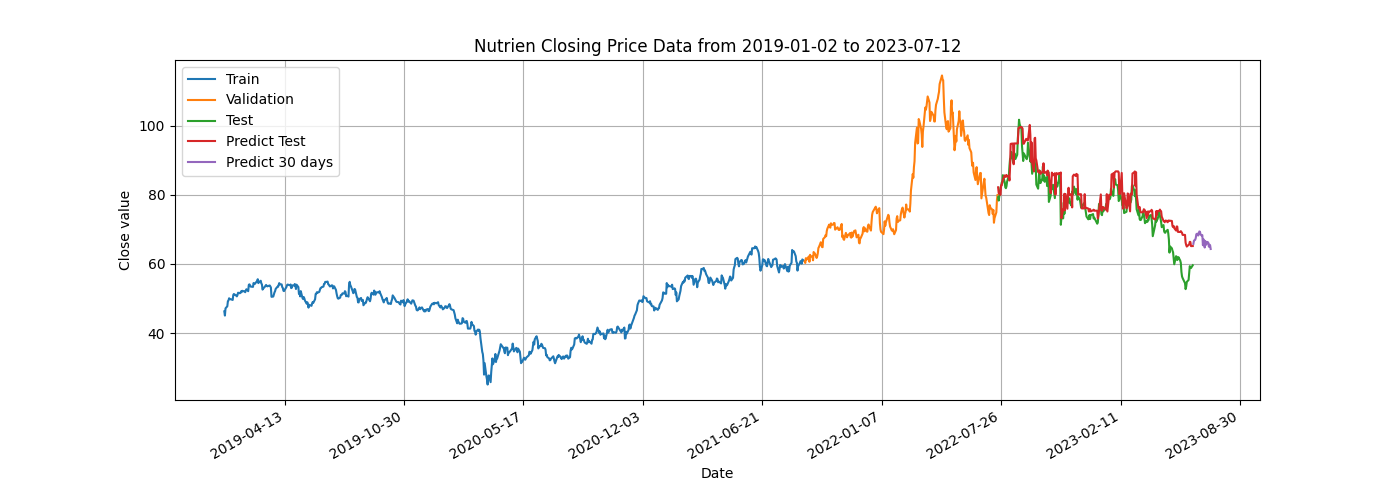 Nutrien Closing Price Data from 2019-01-02 to 2023-07-12
Train
Validation
Test
Predict Test
Predict 30 days
Close value
100
80
60
40
2019-04-13
2019-10-30
2020-05-17
2020-12-03
2021-06-21
2022-01-07
2022-07-26
2023-02-11
2023-08-30
Date